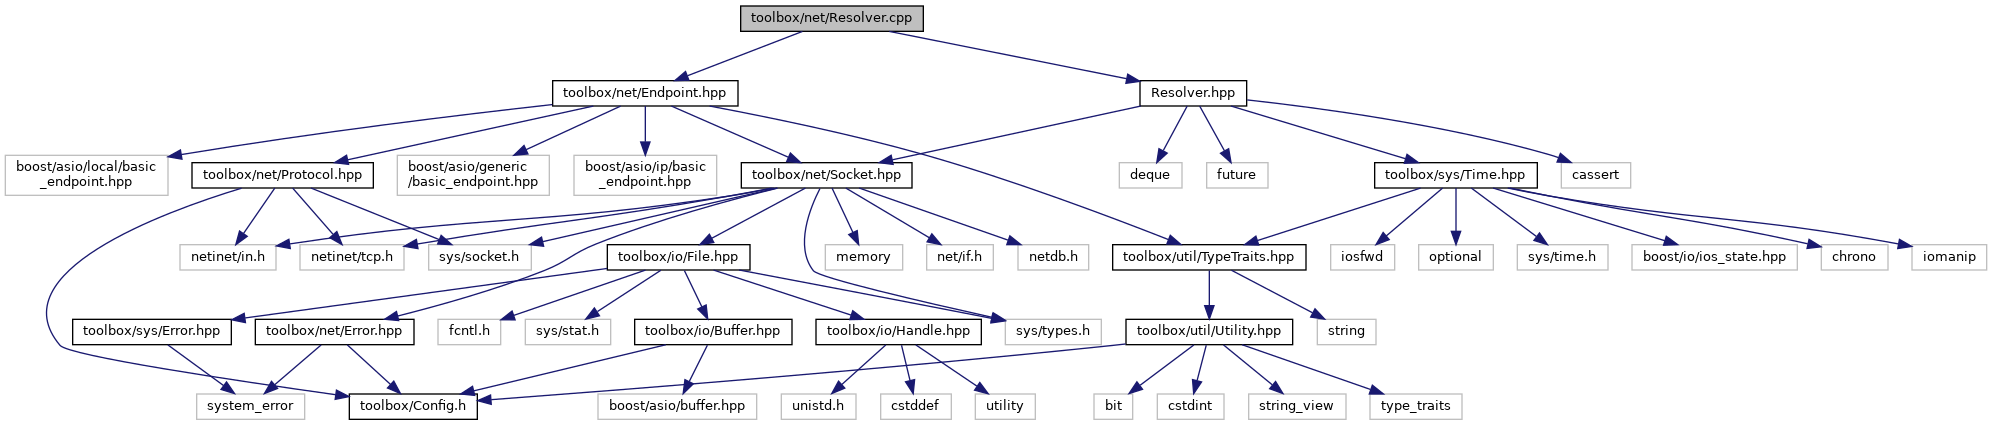 toolbox/net/Resolver.cpp
toolbox/net/Endpoint.hpp
Resolver.hpp
boost/asio/local/basic
_endpoint.hpp
toolbox/net/Protocol.hpp
boost/asio/generic
/basic_endpoint.hpp
boost/asio/ip/basic
_endpoint.hpp
toolbox/net/Socket.hpp
deque
future
toolbox/sys/Time.hpp
cassert
netinet/in.h
netinet/tcp.h
sys/socket.h
toolbox/io/File.hpp
memory
net/if.h
netdb.h
toolbox/util/TypeTraits.hpp
iosfwd
optional
sys/time.h
boost/io/ios_state.hpp
chrono
iomanip
toolbox/sys/Error.hpp
toolbox/net/Error.hpp
fcntl.h
sys/stat.h
toolbox/io/Buffer.hpp
toolbox/io/Handle.hpp
sys/types.h
toolbox/util/Utility.hpp
string
system_error
toolbox/Config.h
boost/asio/buffer.hpp
unistd.h
cstddef
utility
bit
cstdint
string_view
type_traits